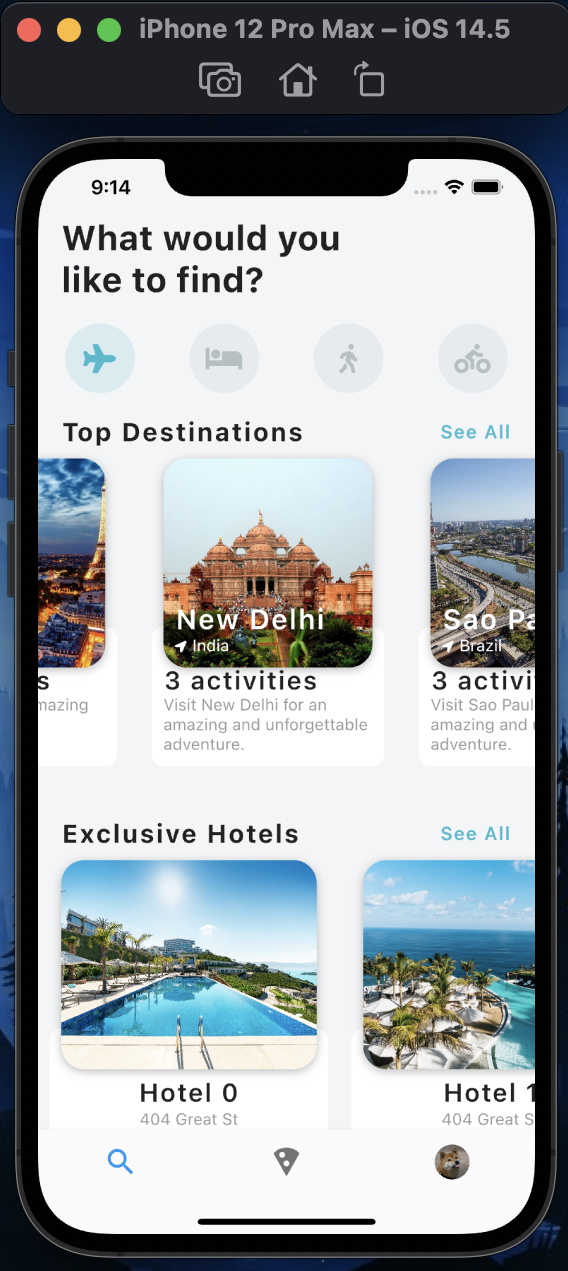 iPhone 12 Pro Max – iOS 14.5
9:14
What would you
like to find?
Top Destinations
See All
New Delhi
India
Sao Pa
Brazil
s
mazing
3 activities
Visit New Delhi for an
amazing and unforgettable
adventure.
3 activi
Visit Sao Paul
amazing and
adventure.
Exclusive Hotels
See All
Hotel 0
404 Great St
Hotel 1
404 Great S